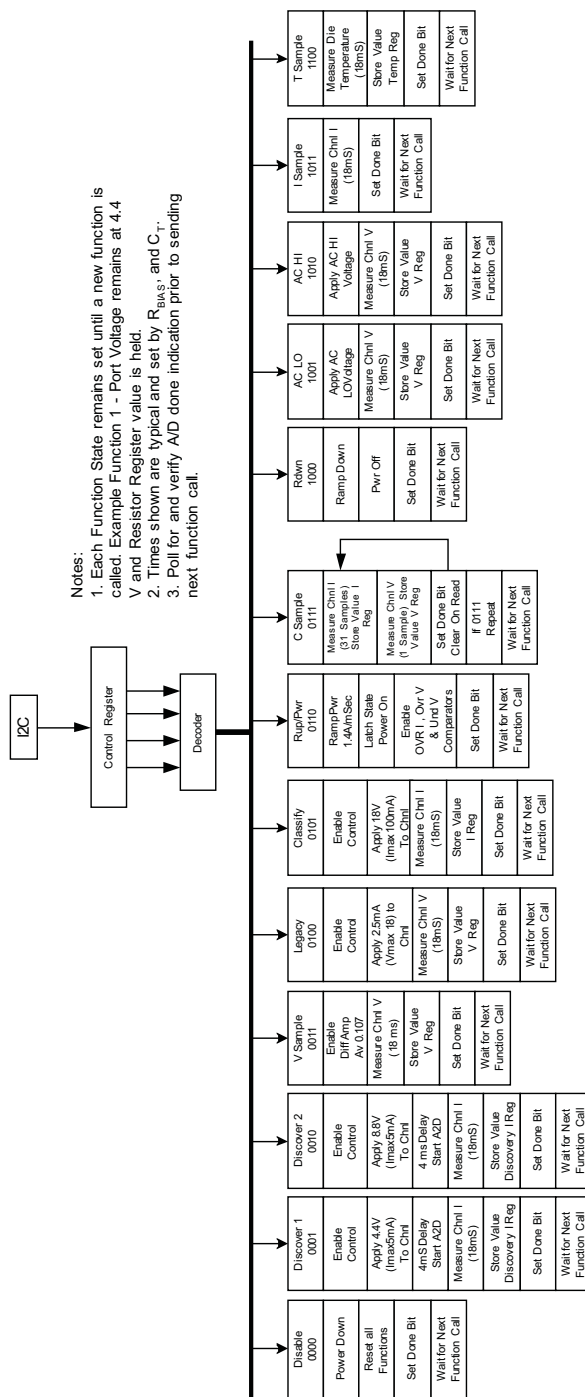 I2C
Control Register
Decoder
Notes:
1. Each Function State remains set until a new function is
called. Example Function 1 - Port Voltage remains at 4.4
V and Resistor Register value is held.
2. Times shown are typical and set by RBIAS, and CT.
3. Poll for and verify A/D done indication prior to sending
next function call.
Disable
0000
Power Down
Reset all
Functions
Set Done Bit
Wait for Next
Function Call
Discover 1
0001
Enable
Control
Apply 4.4V
(Imax5mA)
To Chnl
4mS Delay
Start A2D
Measure Chnl I
(18mS)
Store Value
Discovery I Reg
Set Done Bit
Wait for Next
Function Call
Discover 2
0010
Enable
Control
Apply 8.8V
(Imax5mA)
To Chnl
4 ms Delay
Start A2D
Measure Chnl I
(18mS)
Store Value
Discovery I Reg
Set Done Bit
Wait for Next
Function Call
V Sample
0011
Enable
Diff Amp
Av 0.107
Measure Chnl V
(18 ms)
Store Value
V Reg
Set Done Bit
Wait for Next
Function Call
Legacy
0100
Enable
Control
Apply 2.5mA
(Vmax 18) to
Chnl
Measure Chnl V
(18mS)
Store Value
V Reg
Set Done Bit
Wait for Next
Function Call
Classify
0101
Enable
Control
Apply 18V
(Imax100mA)
To Chnl
Measure Chnl I
(18mS)
Store Value
I Reg
Set Done Bit
Wait for Next
Function Call
Rup/Pwr
0110
Ramp Pwr
1.4A/mSec
Latch State
Power On
Enable
OVR I , Ovr V
& Und V
Comparators
Set Done Bit
Wait for Next
Function Call
C Sample
0111
Measure Chnl I
(31 Samples)
Store Value I
Reg
Measure Chnl V
(1 Sample) Store
Value V Reg
Set Done Bit
Clear On Read
If 0111
Repeat
Wait for Next
Function Call
Rdwn
1000
Ramp Down
Pwr Off
Set Done Bit
Wait for Next
Function Call
AC LO
1001
Apply AC
LOVoltage
Measure Chnl V
(18mS)
Store Value
V Reg
Set Done Bit
Wait for Next
Function Call
AC HI
1010
Apply AC HI
Voltage
Measure Chnl V
(18mS)
Store Value
V Reg
Set Done Bit
Wait for Next
Function Call
I Sample
1011
Measure Chnl I
(18mS)
Set Done Bit
Wait for Next
Function Call
T Sample
1100
Measure Die
Temperature
(18mS)
Store Value
Temp Reg
Set Done Bit
Wait for Next
Function Call